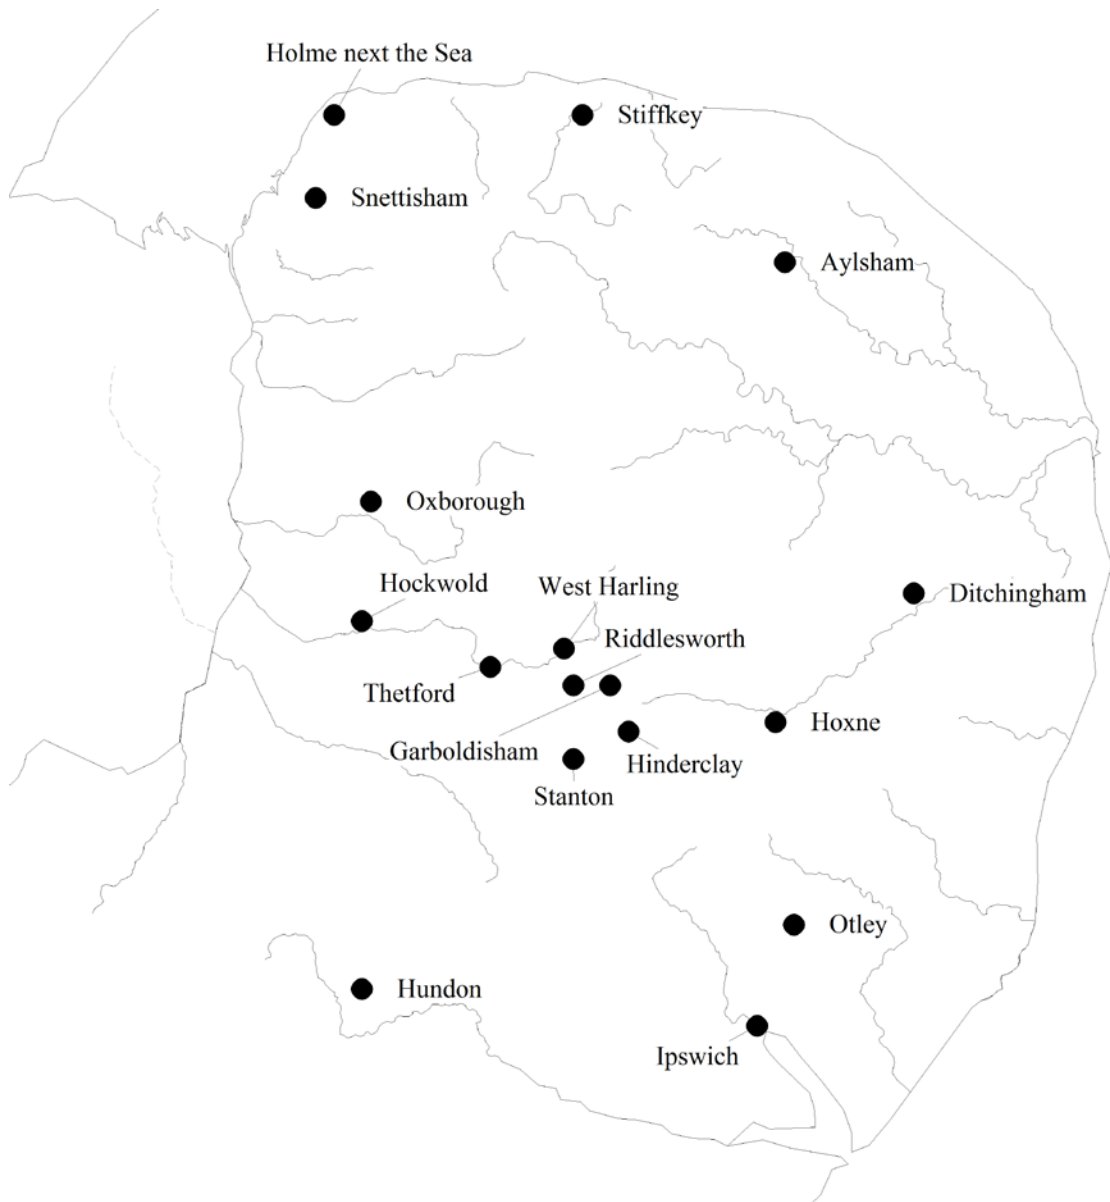 Holme next the Sea
Stiffkey
Snettisham
Aylsham
Oxborough
Hockwold
West Harling
Ditchingham
Riddlesworth
Thetford
Hoxne
Garboldisham
Hinderclay
Stanton
Otley
Hundon
Ipswich